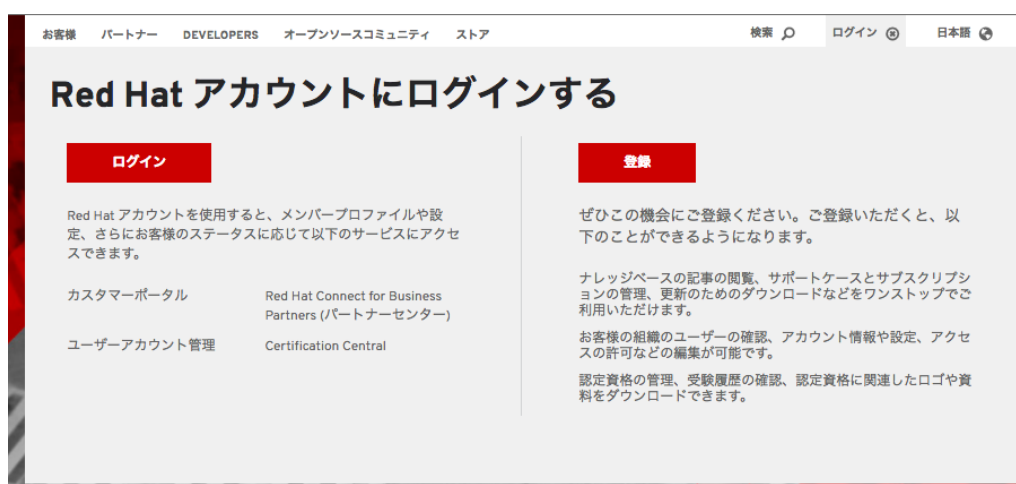 お客様 パートナー DEVELOPERS オープンソースコミュニティ ストア 検索 ログイン 日本語
Red Hat アカウントにログインする
ログイン
Red Hat アカウントを使用すると、メンバープロファイルや設
定、さらにお客様のステータスに応じて以下のサービスにアクセ
スできます。
カスタマーポータル
Red Hat Connect for Business
Partners (パートナーセンター)
ユーザーアカウント管理
Certification Central
登録
ぜひこの機会にご登録ください。ご登録いただくと、以
下のことができるようになります。
ナレッジベースの記事の閲覧、サポートケースとサブスクリプシ
ョンの管理、更新のためのダウンロードなどをワンストップでご
利用いただけます。
お客様の組織のユーザーの確認、アカウント情報や設定、アクセ
スの許可などの編集が可能です。
認定資格の管理、受験履歴の確認、認定資格に関連したロゴや資
料をダウンロードできます。